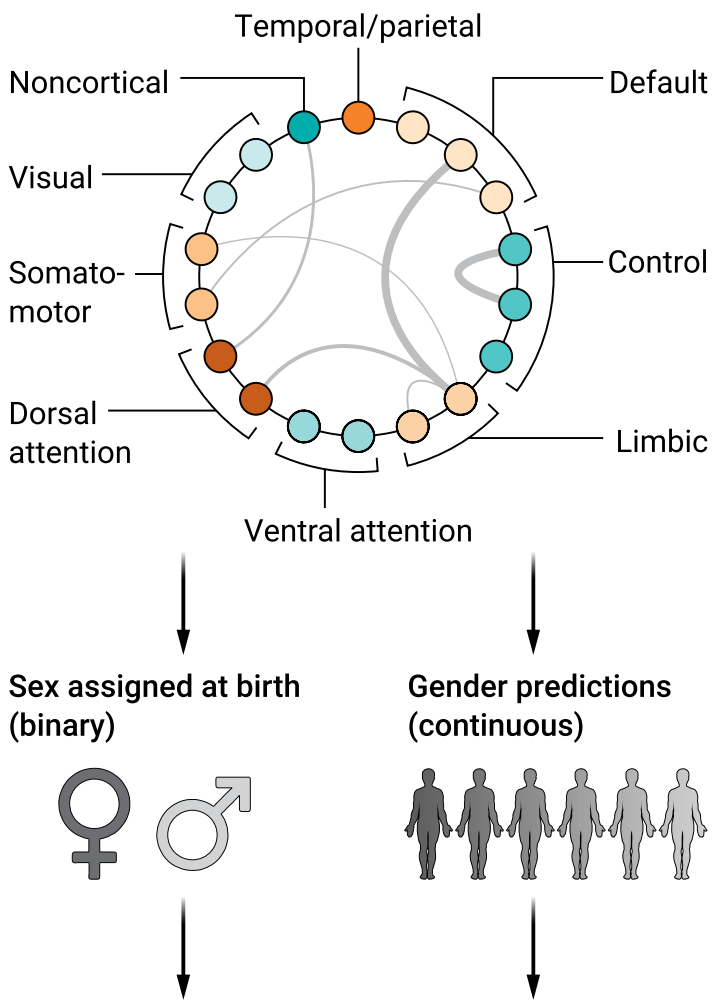 Temporal/parietal
Noncortical
Default
Visual
Control
Somato-
motor
Dorsal
attention
Limbic
Ventral attention
Sex assigned at birth
(binary)
Gender predictions
(continuous)